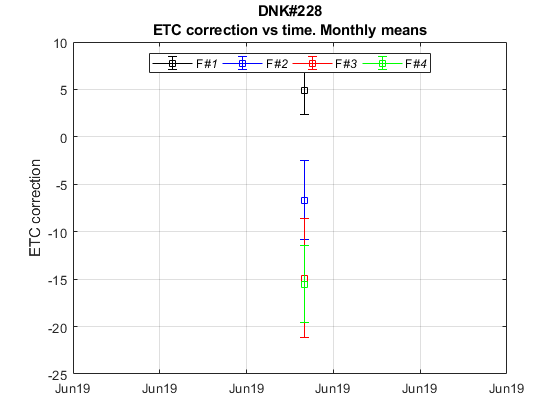 DNK#228
ETC correction vs time. Monthly means
F#1 F#2 F#3 F#4
ETC correction
10
5
0
-5
-10
-15
-20
-25
Jun19 Jun19 Jun19 Jun19 Jun19 Jun19